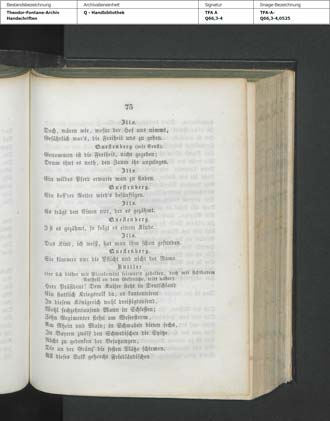 Bestandsbezeichnung
Theodor-Fontane-Archiv
Handschriften
Archivalieneinheit
Q - Handbibliothek
Signatur
TFA A
Q66,3-4
Image-Bezeichnung
TFA-A-
Q66,3-4,0525
75
Illo.
Doch, wären wir, wofür der Hof uns nimmt,
Gefährlich wär's, die Freiheit uns zu geben.
Questenberg (mit Ernst).
Genommen ist die Freiheit, nicht gegeben;
Drum thut es noth, den Zaum ihr anzulegen.
Illo.
Ein wildes Pferd erwarte man zu finden.
Questenberg.
Ein beß'rer Reiter wird's besänftigen.
Illo.
Es trägt den Einen nur, der es gezähmt.
Questenberg.
Ist es gezähmt, so folgt es einem Kinde.
Illo.
Das Kind, ich weiß, hat man ihm schon gefunden.
Questenberg.
Sie kümmre nur die Pflicht und nicht der Name.
Buttler
(der sich bisher mit Piccolomini seitwärts gehalten, doch mit sichtbarem
Antheil an dem Gespräche, tritt näher).
Herr Präsident! Dem Kaiser steht in Deutschland
Ein stattlich Kriegsvolk da; es kantonieren
In diesem Königreich wohl dreißigtausend,
Wohl sechzehntausend Mann in Schlesien;
Zehn Regimenter stehn am Weserstrom,
Am Rhein und Main; in Schwaben bieten sechs,
In Bayern zwölf den Schwedischen die Spitze.
Nicht zu gedenken der Besatzungen,
Die an der Gränz' die festen Plätze schirmen.
All dieses Volk gehorcht Friedländischen